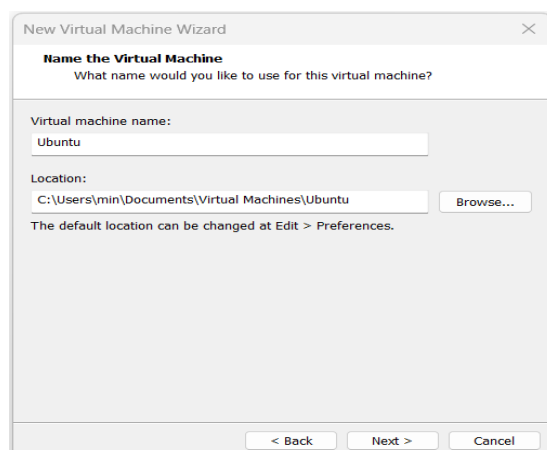 New Virtual Machine Wizard
Name the Virtual Machine
What name would you like to use for this virtual machine?
Virtual machine name:
Ubuntu
Location:
C:\Users\min\Documents\Virtual Machines\Ubuntu
Browse...
The default location can be changed at Edit > Preferences.
< Back
Next >
Cancel